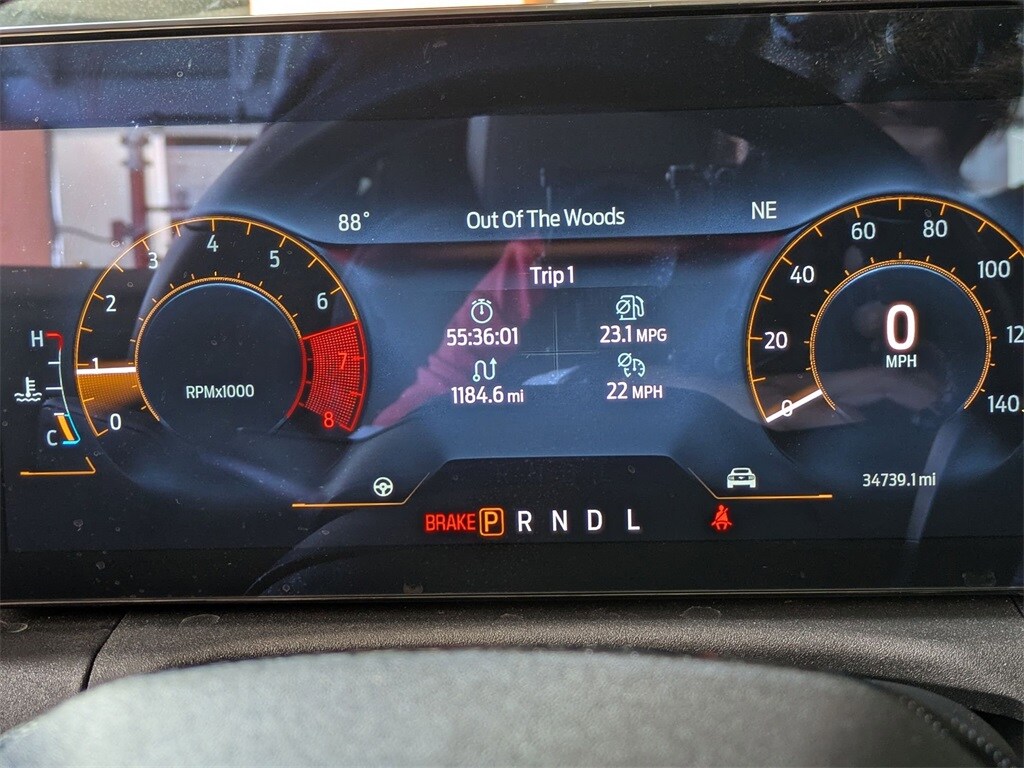 88° Out Of The Woods NE
Trip 1
55:36:01 23.1 MPG
1184.6 mi 22 MPH
H
C
0 1 2 3 4 5 6 7 8
RPMx1000
0 20 40 60 80 100 12 140
0
MPH
34739.1 mi
BRAKE P R N D L